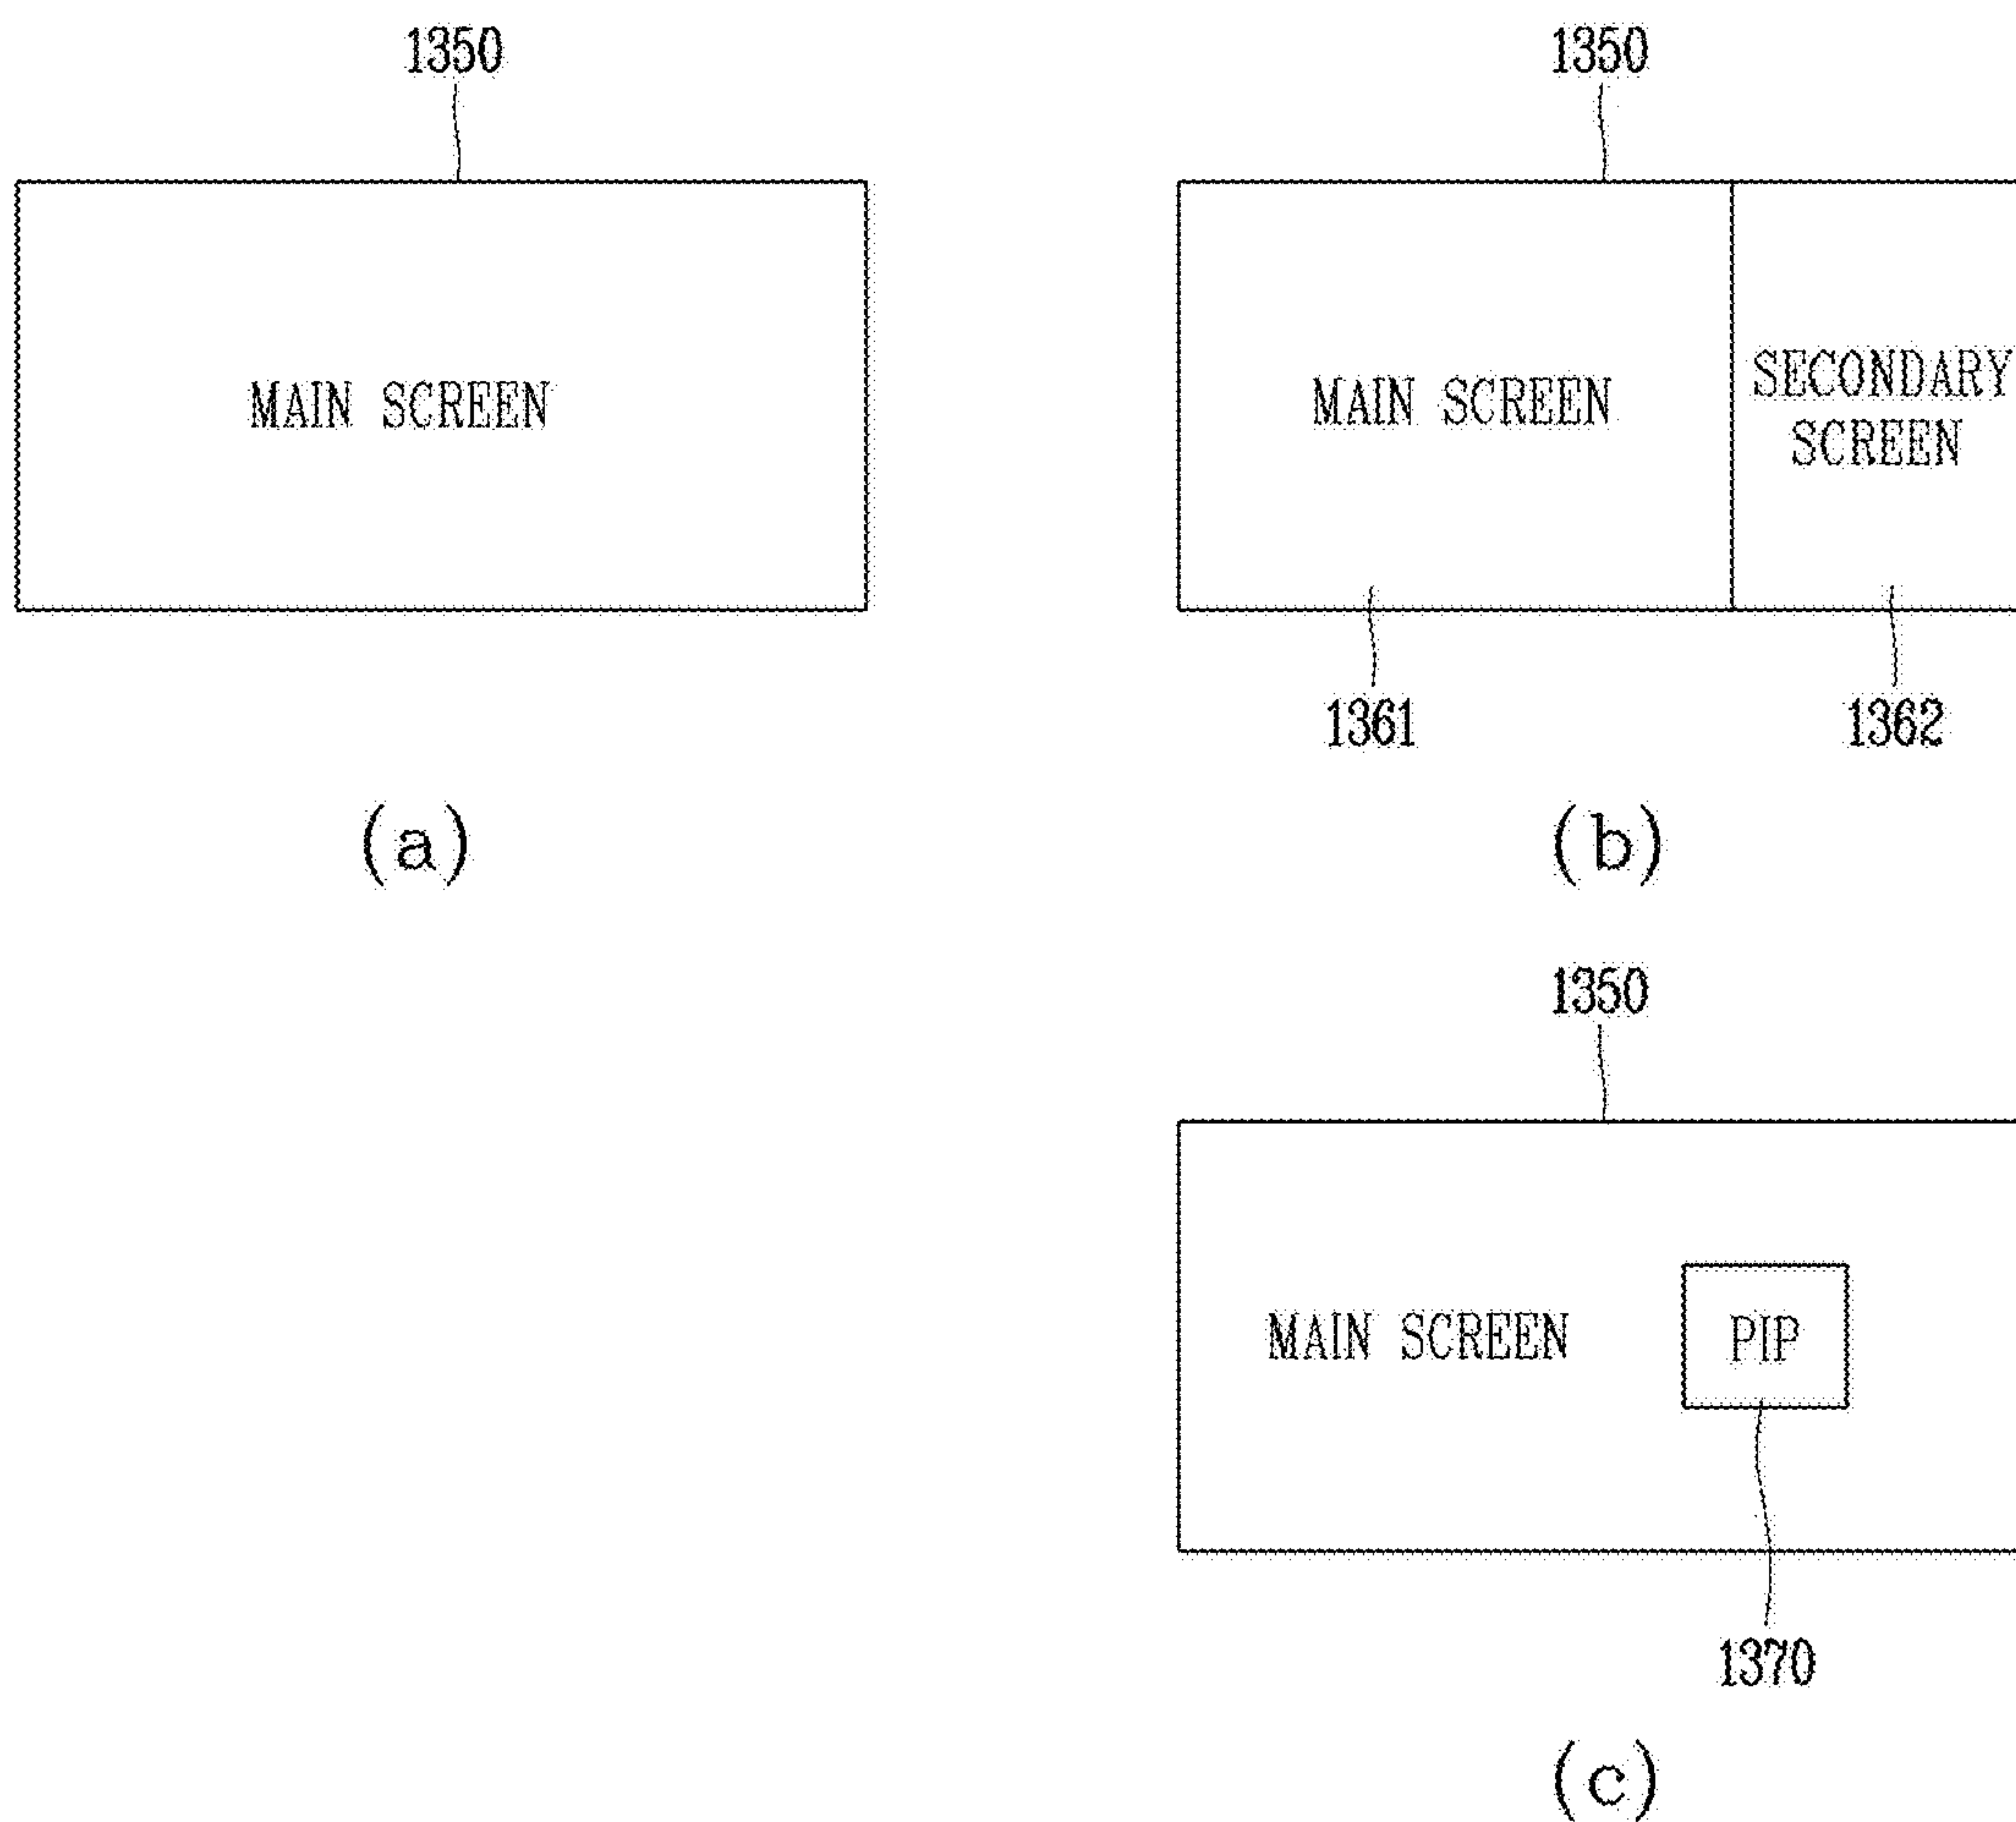 1350
MAIN SCREEN
(a)
1350
MAIN SCREEN
SECONDARY
SCREEN
1361
1362
(b)
1350
MAIN SCREEN
PIP
1370
(c)